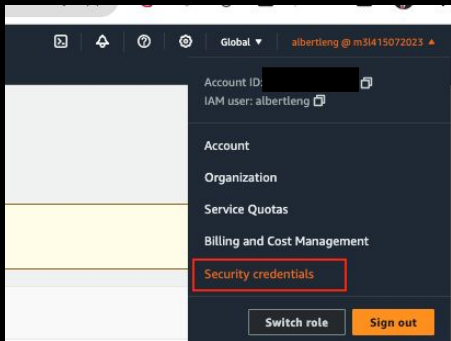 Global ▼ albertleng @ m3l415072023 ▲
Account ID:
IAM user: albertleng
Account
Organization
Service Quotas
Billing and Cost Management
Security credentials
Switch role Sign out